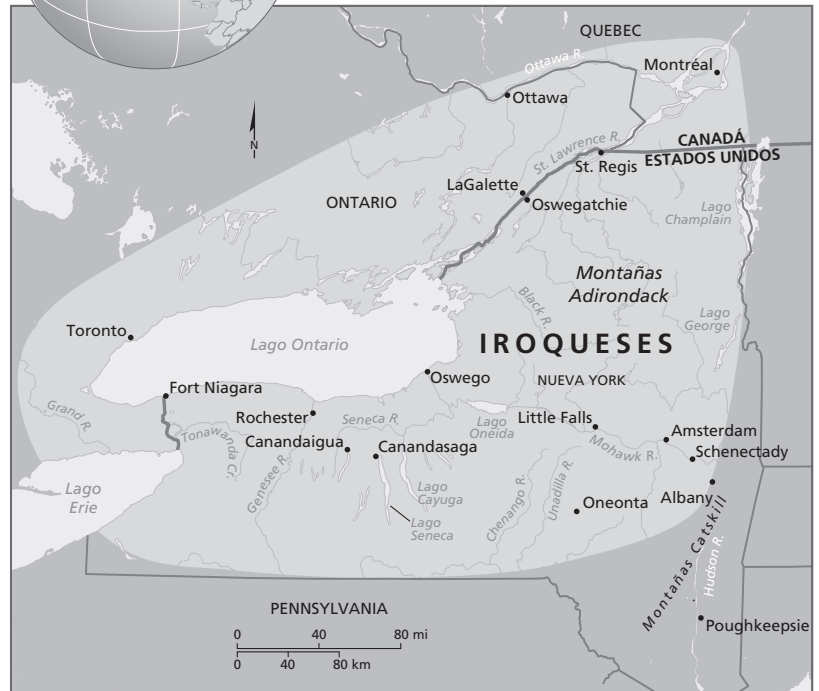 QUEBEC
Ottawa R.
Montréal
Ottawa
N
St. Lawrence R.
CANADÁ
ESTADOS UNIDOS
St. Regis
LaGalette
Oswegatchie
ONTARIO
Lago
Champlain
Montañas
Adirondack
Black R.
Lago
George
Toronto
Lago Ontario
IROQUESES
Oswego
NUEVA YORK
Fort Niagara
Grand R.
Rochester
Seneca R.
Lago
Oneida
Little Falls
Tonawanda Cr.
Canandaigua
Canandasaga
Mohawk R.
Amsterdam
Schenectady
Genesee R.
Lago
Cayuga
Lago
Seneca
Chenango R.
Unadilla R.
Oneonta
Albany
Lago
Erie
Montañas Catskill
Hudson R.
PENNSYLVANIA
Poughkeepsie
0 40 80 mi
0 40 80 km